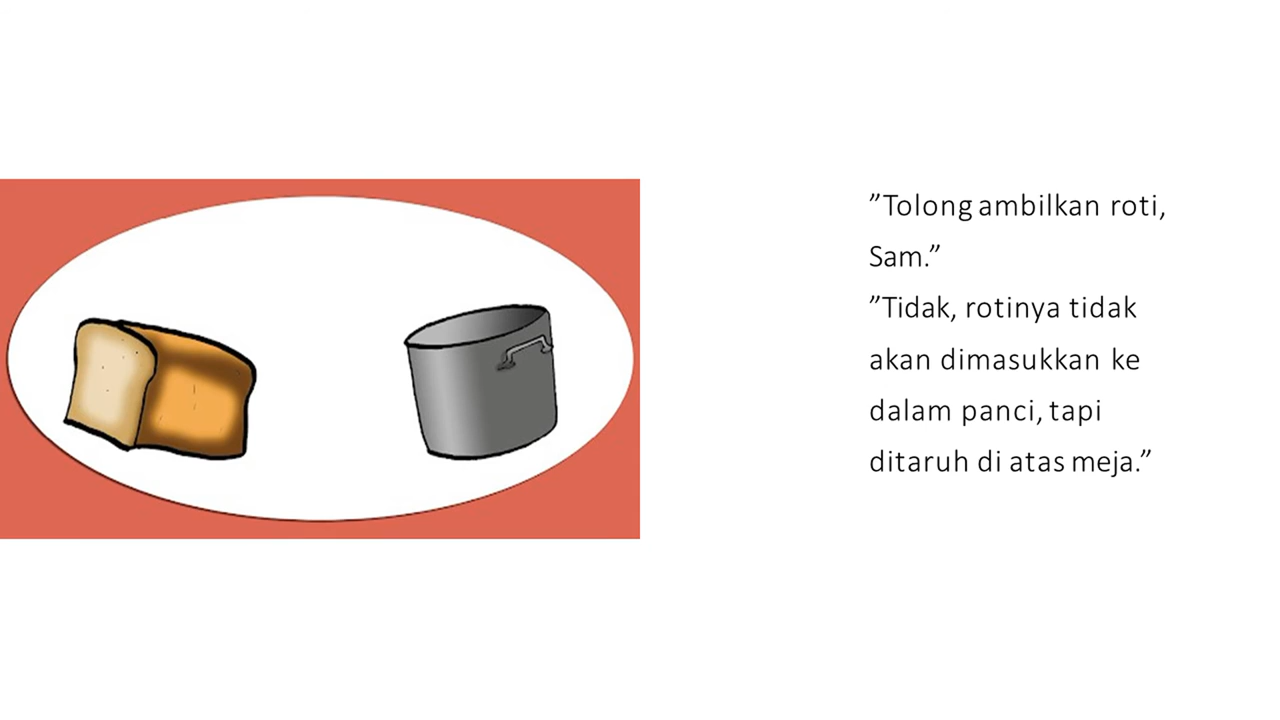 ”Tolong ambilkan roti,
Sam.”
”Tidak, rotinya tidak
akan dimasukkan ke
dalam panci, tapi
ditaruh di atas meja.”